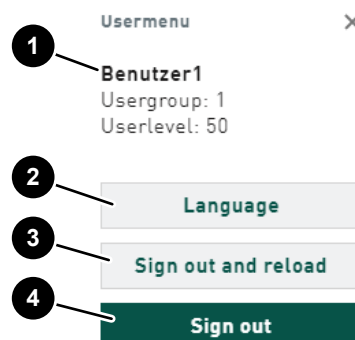 Usermenu ×
1
Benutzer1
Usergroup: 1
Userlevel: 50
2
Language
3
Sign out and reload
4
Sign out